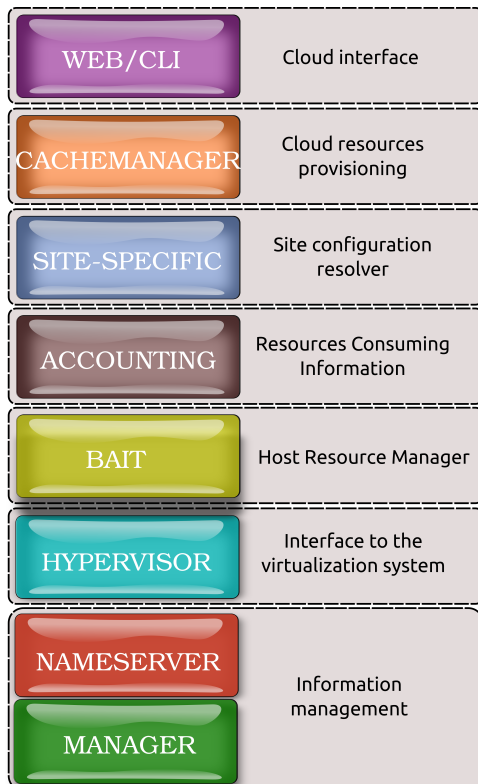 WEB/CLI
Cloud interface
CACHEMANAGER
Cloud resources
provisioning
SITE-SPECIFIC
Site configuration
resolver
ACCOUNTING
Resources Consuming
Information
BAIT
Host Resource Manager
HYPERVISOR
Interface to the
virtualization system
NAMESERVER
MANAGER
Information
management